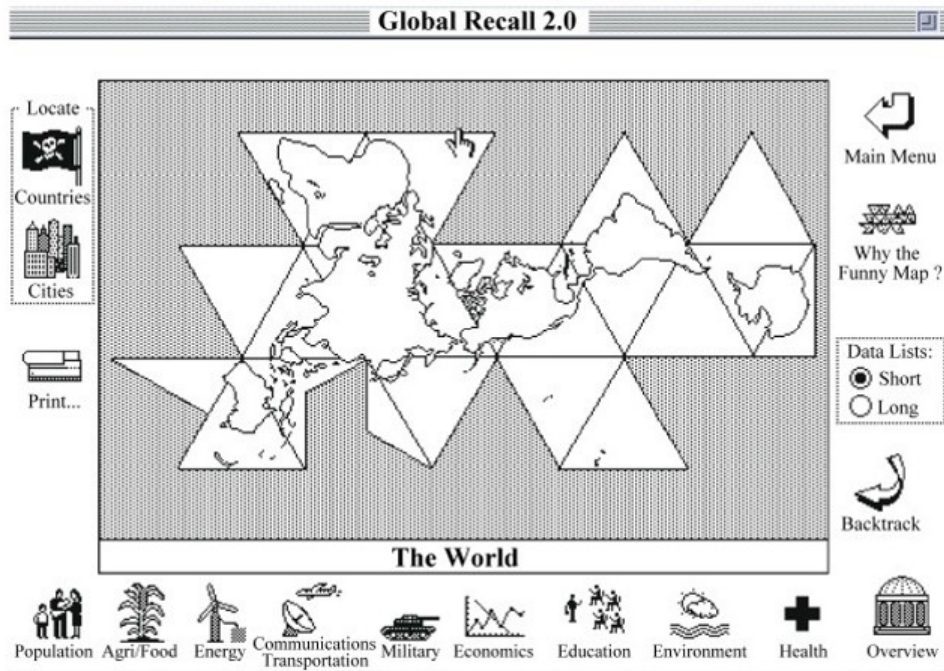 Global Recall 2.0
Locate
Countries
Cities
Print...
Main Menu
Why the
Funny Map ?
Data Lists:
Short
Long
Backtrack
The World
Population
Agri/Food
Energy
Communications
Transportation
Military
Economics
Education
Environment
Health
Overview